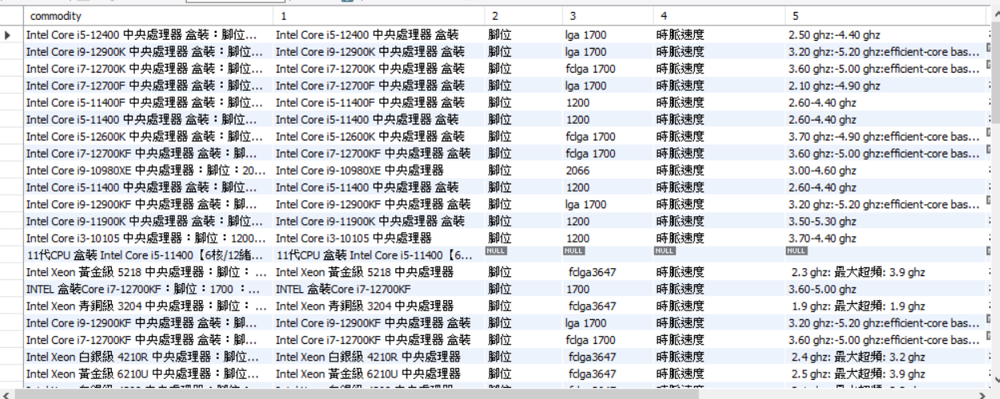 commodity 1 2 3 4 5
Intel Core i5-12400 中央處理器 盒裝：腳位... Intel Core i5-12400 中央處理器 盒裝 腳位 lga 1700 時脈速度 2.50 ghz:-4.40 ghz
Intel Core i9-12900K 中央處理器 盒裝：腳位... Intel Core i9-12900K 中央處理器 盒裝 腳位 lga 1700 時脈速度 3.20 ghz:-5.20 ghz:efficient-core bas...
Intel Core i7-12700K 中央處理器 盒裝：腳位... Intel Core i7-12700K 中央處理器 盒裝 腳位 fclga 1700 時脈速度 3.60 ghz:-5.00 ghz:efficient-core bas...
Intel Core i7-12700F 中央處理器 盒裝：腳位... Intel Core i7-12700F 中央處理器 盒裝 腳位 lga 1700 時脈速度 2.10 ghz:-4.90 ghz
Intel Core i5-11400F 中央處理器 盒裝：腳位... Intel Core i5-11400F 中央處理器 盒裝 腳位 1200 時脈速度 2.60-4.40 ghz
Intel Core i5-11400 中央處理器 盒裝：腳位... Intel Core i5-11400 中央處理器 盒裝 腳位 1200 時脈速度 2.60-4.40 ghz
Intel Core i5-12600K 中央處理器 盒裝：腳位... Intel Core i5-12600K 中央處理器 盒裝 腳位 fclga 1700 時脈速度 3.70 ghz:-4.90 ghz:efficient-core bas...
Intel Core i7-12700KF 中央處理器 盒裝：腳... Intel Core i7-12700KF 中央處理器 盒裝 腳位 fclga 1700 時脈速度 3.60 ghz:-5.00 ghz:efficient-core bas...
Intel Core i9-10980XE 中央處理器：腳位：20... Intel Core i9-10980XE 中央處理器 腳位 2066 時脈速度 3.00-4.60 ghz
Intel Core i5-11400 中央處理器 盒裝：腳位... Intel Core i5-11400 中央處理器 盒裝 腳位 1200 時脈速度 2.60-4.40 ghz
Intel Core i9-12900KF 中央處理器 盒裝：腳... Intel Core i9-12900KF 中央處理器 盒裝 腳位 lga 1700 時脈速度 3.20 ghz:-5.20 ghz:efficient-core bas...
Intel Core i9-11900K 中央處理器 盒裝：腳位... Intel Core i9-11900K 中央處理器 盒裝 腳位 1200 時脈速度 3.50-5.30 ghz
Intel Core i3-10105 中央處理器：腳位：1200... Intel Core i3-10105 中央處理器 腳位 1200 時脈速度 3.70-4.40 ghz
11代CPU 盒裝 Intel Core i5-11400【6核/12緒... 11代CPU 盒裝 Intel Core i5-11400【6... NULL NULL NULL NULL
Intel Xeon 黃金級 5218 中央處理器：腳位： ... Intel Xeon 黃金級 5218 中央處理器 腳位 fclga3647 時脈速度 2.3 ghz: 最大超頻: 3.9 ghz
INTEL 盒裝Core i7-12700KF：腳位：1700 ：... INTEL 盒裝Core i7-12700KF 腳位 1700 時脈速度 3.60-5.00 ghz
Intel Xeon 青銅級 3204 中央處理器：腳位： ... Intel Xeon 青銅級 3204 中央處理器 腳位 fclga3647 時脈速度 1.9 ghz: 最大超頻: 1.9 ghz
Intel Core i9-12900KF 中央處理器 盒裝：腳... Intel Core i9-12900KF 中央處理器 盒裝 腳位 lga 1700 時脈速度 3.20 ghz:-5.20 ghz:efficient-core bas...
Intel Core i7-12700KF 中央處理器 盒裝：腳... Intel Core i7-12700KF 中央處理器 盒裝 腳位 fclga 1700 時脈速度 3.60 ghz:-5.00 ghz:efficient-core bas...
Intel Xeon 白銀級 4210R 中央處理器：腳位... Intel Xeon 白銀級 4210R 中央處理器 腳位 fclga3647 時脈速度 2.4 ghz: 最大超頻: 3.2 ghz
Intel Xeon 黃金級 6210U 中央處理器：腳位... Intel Xeon 黃金級 6210U 中央處理器 腳位 fclga3647 時脈速度 2.5 ghz: 最大超頻: 3.9 ghz